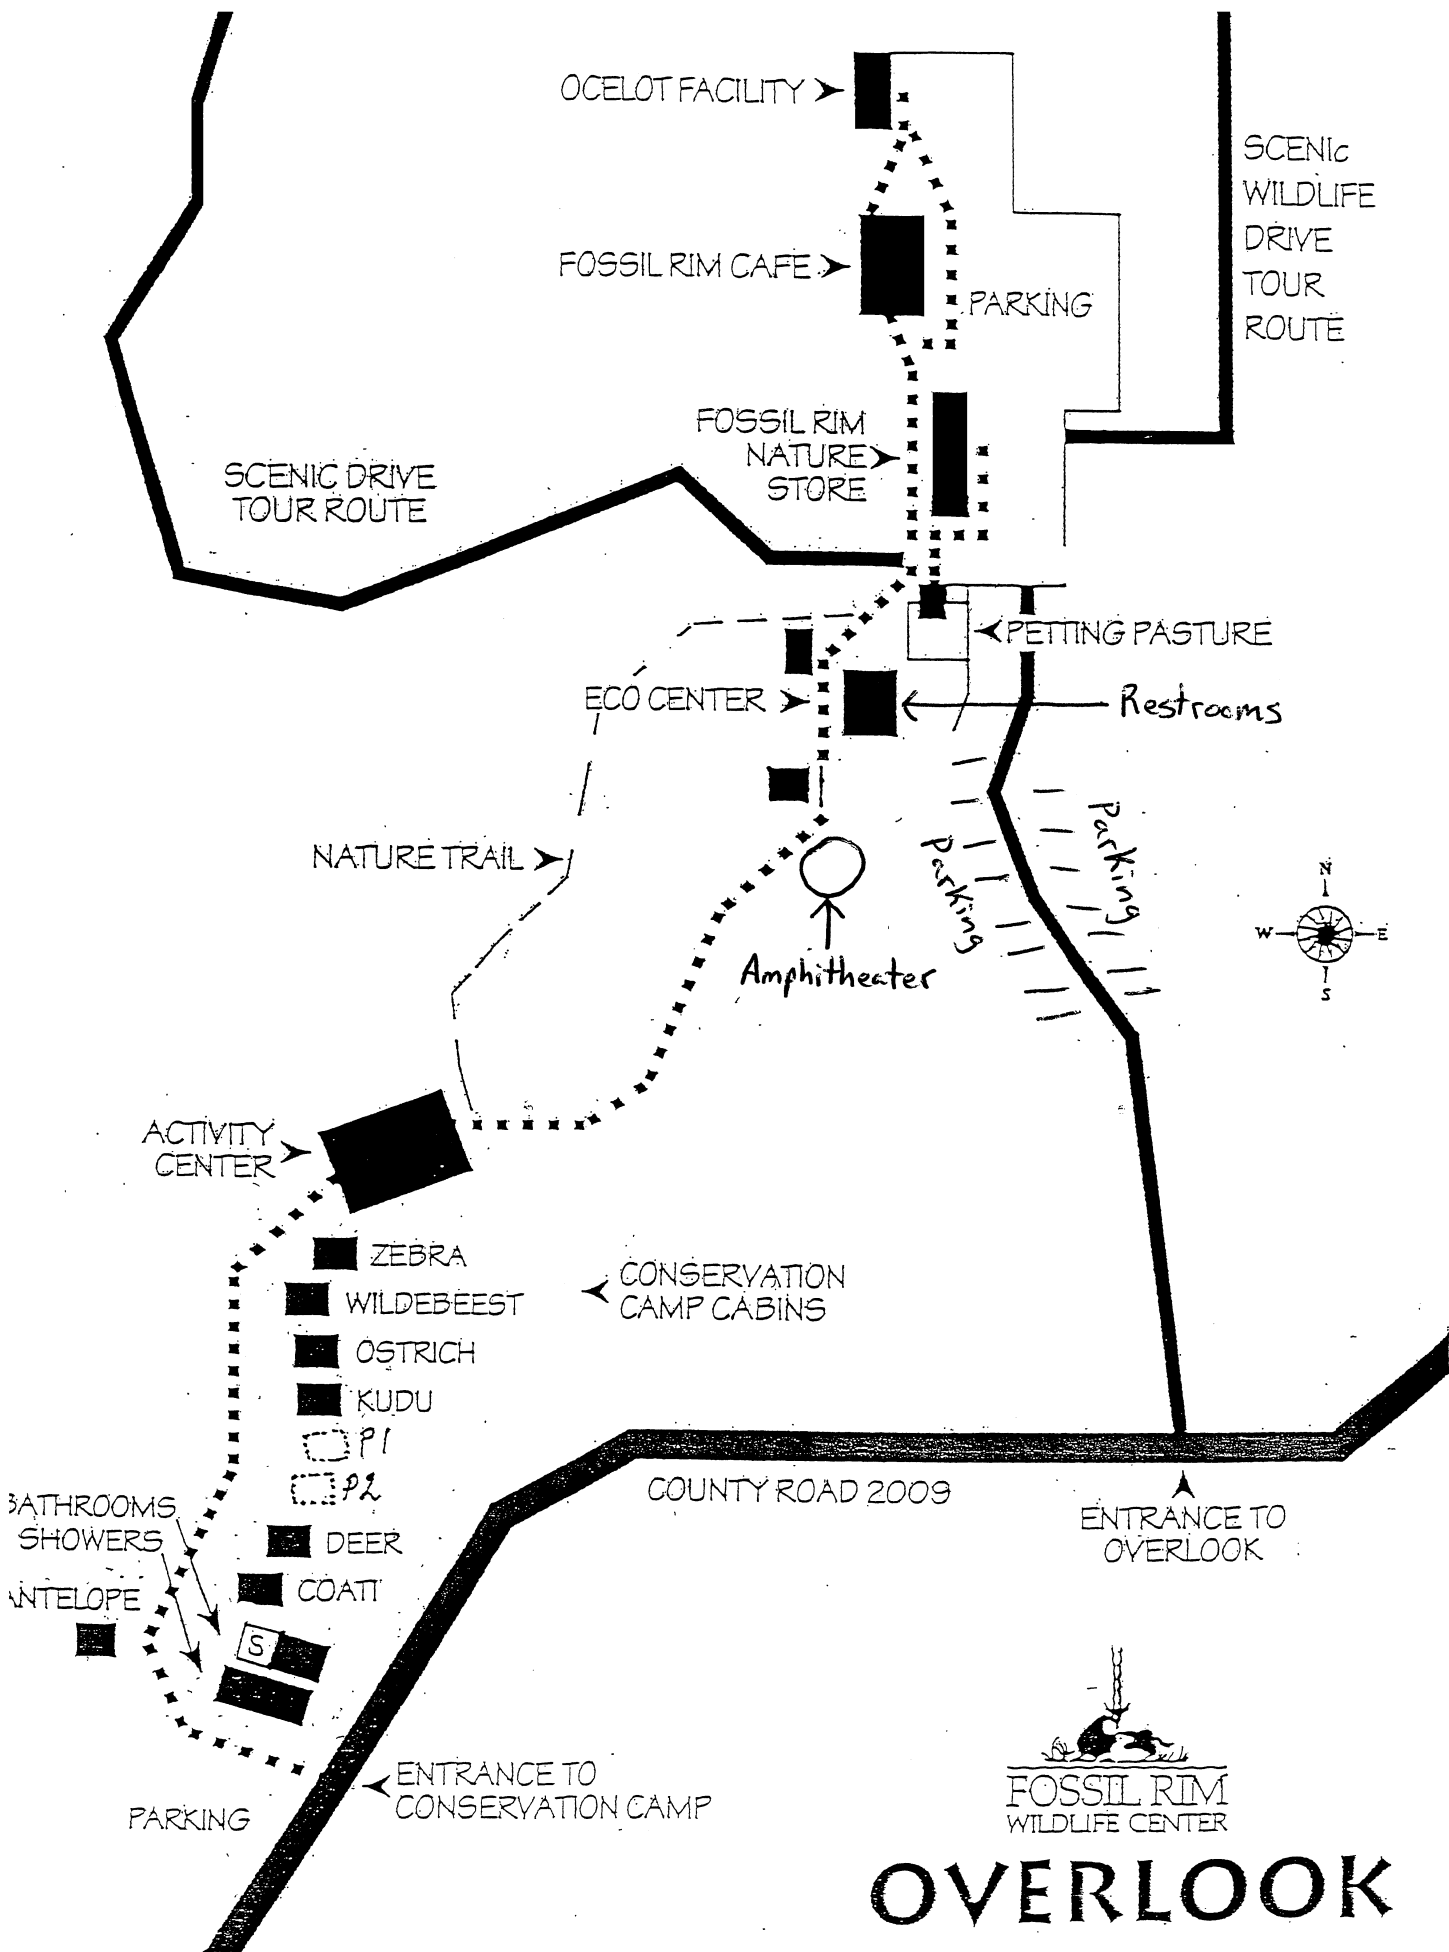 OCELOT FACILITY
SCENIC
WILDLIFE
DRIVE
TOUR
ROUTE
FOSSIL RIM CAFE
PARKING
FOSSIL RIM
NATURE
STORE
SCENIC DRIVE
TOUR ROUTE
PETTING PASTURE
ECO CENTER
Restrooms
NATURE TRAIL
Parking
Parking
N
W
E
S
Amphitheater
ACTIVITY
CENTER
ZEBRA
WILDEBEEST
CONSERVATION
CAMP CABINS
OSTRICH
KUDU
P1
P2
BATHROOMS
SHOWERS
DEER
COUNTY ROAD 2009
ENTRANCE TO
OVERLOOK
ANTELOPE
COATI
S
ENTRANCE TO
CONSERVATION CAMP
PARKING
FOSSIL RIM
WILDLIFE CENTER
OVERLOOK